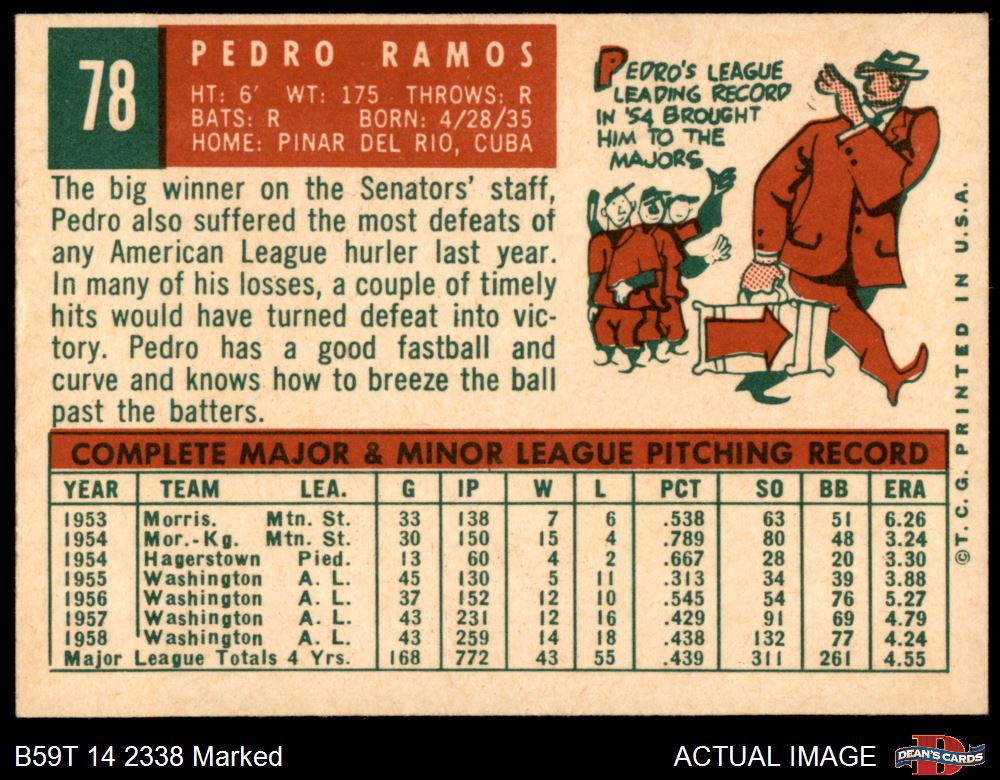 78
PEDRO RAMOS
HT: 6' WT: 175 THROWS: R
BATS: R BORN: 4/28/35
HOME: PINAR DEL RIO, CUBA
The big winner on the Senators' staff,
Pedro also suffered the most defeats of
any American League hurler last year.
In many of his losses, a couple of timely
hits would have turned defeat into vic-
tory. Pedro has a good fastball and
curve and knows how to breeze the ball
past the batters.
PEDRO'S LEAGUE
LEADING RECORD
IN '54 BROUGHT
HIM TO THE
MAJORS
COMPLETE MAJOR & MINOR LEAGUE PITCHING RECORD
YEAR TEAM LEA. G IP W L PCT SO BB ERA
1953 Morris. Mtn. St. 33 138 7 6 .538 63 51 6.26
1954 Mor.-Kg. Mtn. St. 30 150 15 4 .789 80 48 3.24
1954 Hagerstown Pied. 13 60 4 2 .667 28 20 3.30
1955 Washington A. L. 45 130 5 11 .313 34 39 3.88
1956 Washington A. L. 37 152 12 10 .545 54 76 5.27
1957 Washington A. L. 43 231 12 16 .429 91 69 4.79
1958 Washington A. L. 43 259 14 18 .438 132 77 4.24
Major League Totals 4 Yrs. 168 772 43 55 .439 311 261 4.55
©T.C.G. PRINTED IN U.S.A.
B59T 14 2338 Marked
ACTUAL IMAGE
DEAN'S CARDS